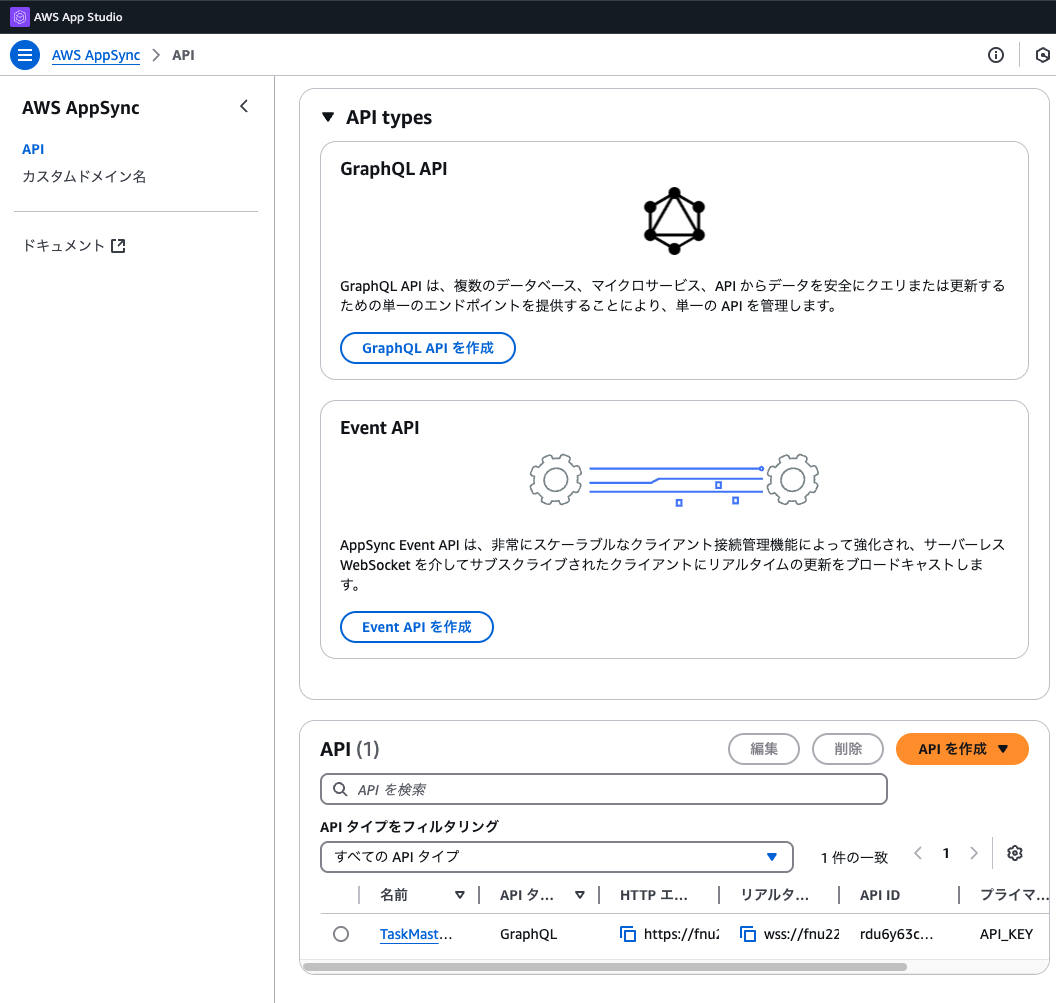 AWS App Studio
AWS AppSync > API
AWS AppSync
API
カスタムドメイン名
ドキュメント
API types
GraphQL API
GraphQL API は、複数のデータベース、マイクロサービス、API からデータを安全にクエリまたは更新する
ための単一のエンドポイントを提供することにより、単一の API を管理します。
GraphQL API を作成
Event API
AppSync Event API は、非常にスケーラブルなクライアント接続管理機能によって強化され、サーバーレス
WebSocket を介してサブスクライブされたクライアントにリアルタイムの更新をブロードキャストしま
す。
Event API を作成
API (1)
編集
削除
API を作成
API を検索
API タイプをフィルタリング
すべての API タイプ
1 件の一致
1
名前 API タ... HTTP エ... リアルタ... API ID プライマ...
TaskMast... GraphQL https://fnu2 wss://fnu22 rdu6y63c... API_KEY